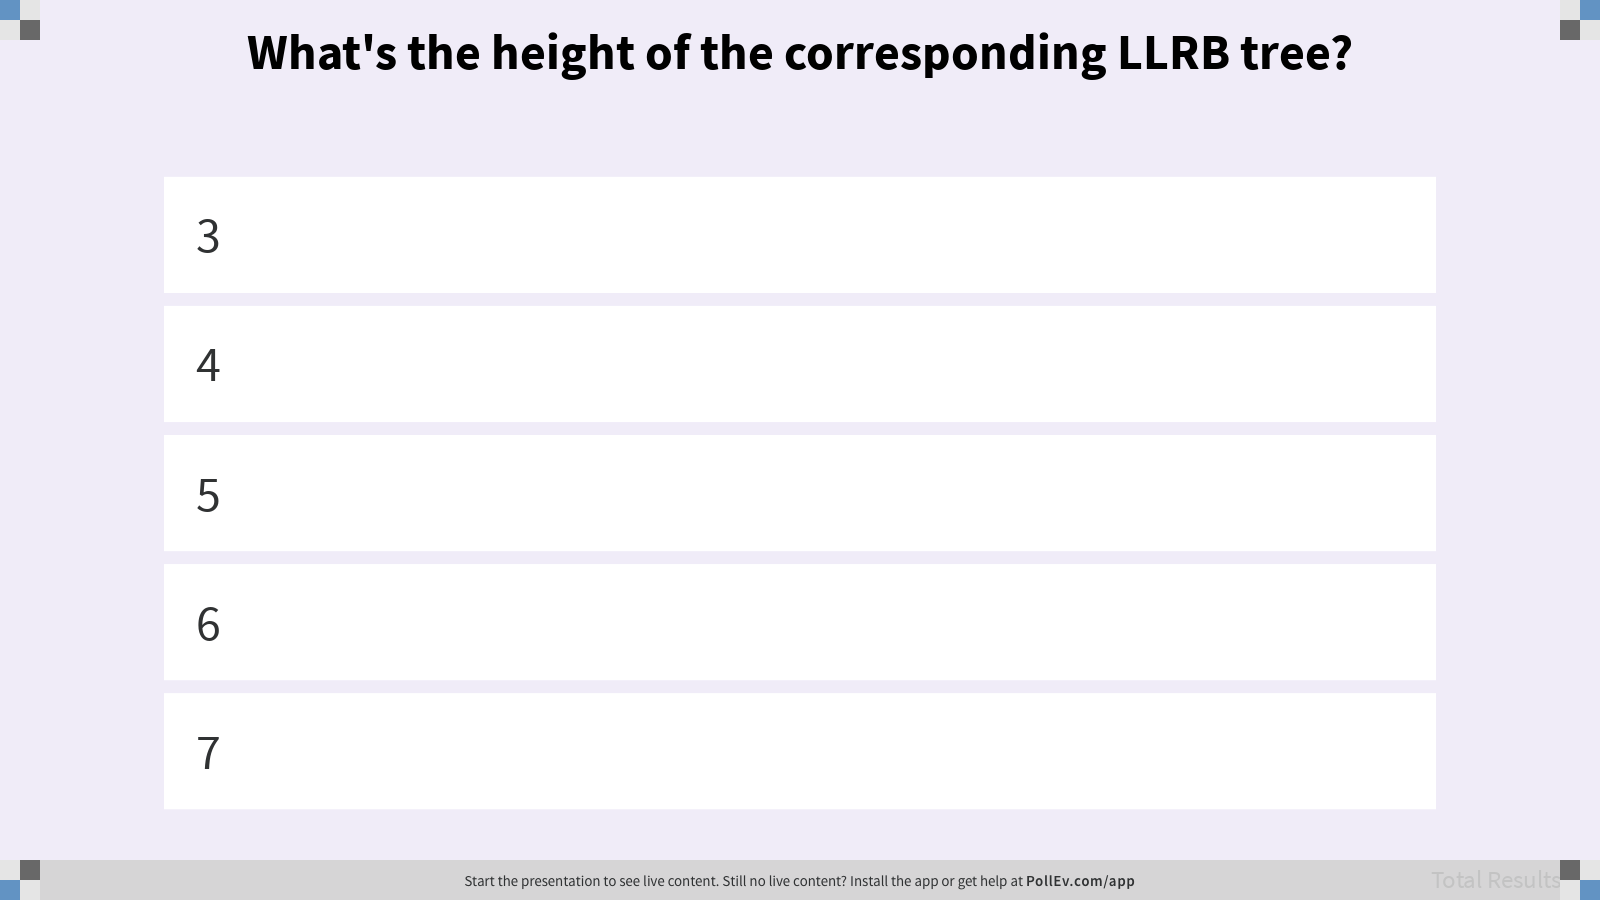 What's the height of the corresponding LLRB tree?
3
4
5
6
7
Start the presentation to see live content. Still no live content? Install the app or get help at PollEv.com/app
Total Results